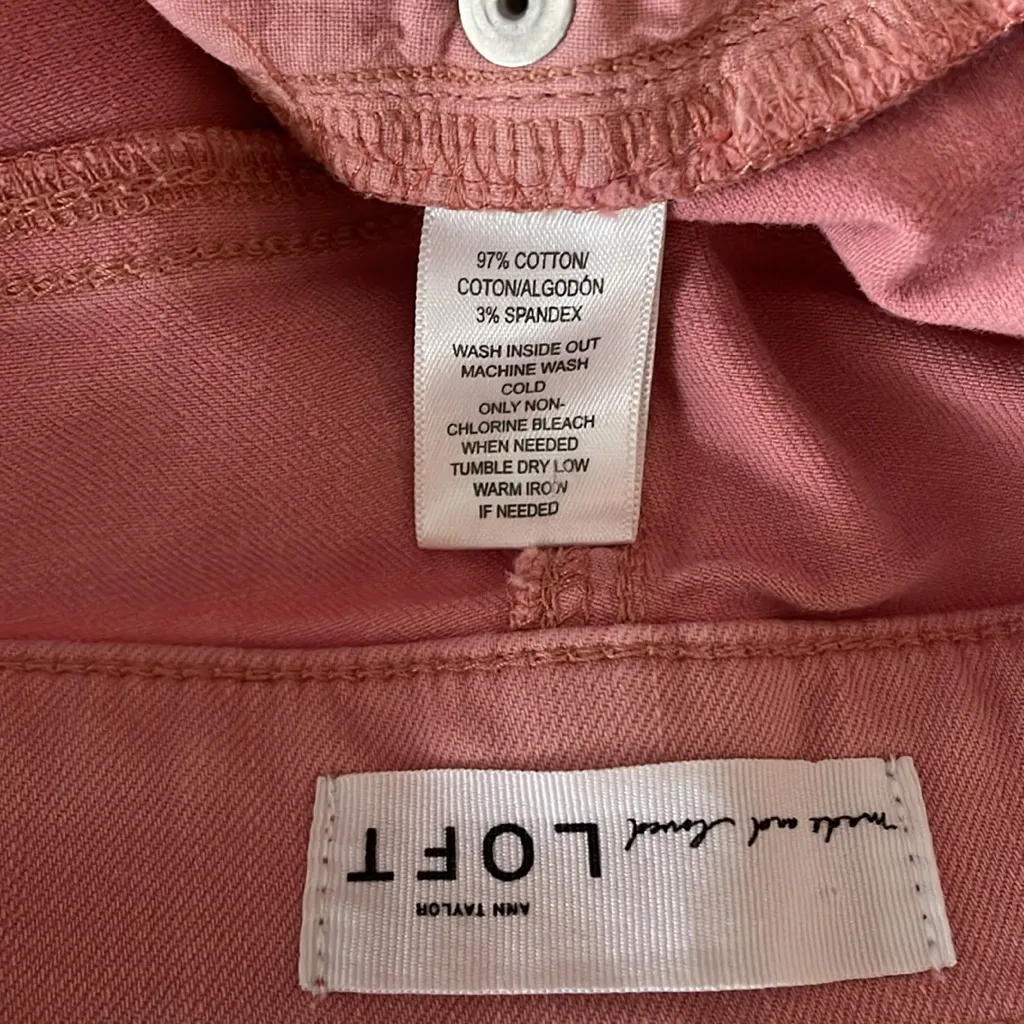 97% COTTON/
COTON/ALGODÓN
3% SPANDEX
WASH INSIDE OUT
MACHINE WASH
COLD
ONLY NON-
CHLORINE BLEACH
WHEN NEEDED
TUMBLE DRY LOW
WARM IRON
IF NEEDED
ANN TAYLOR
LOFT made and loved